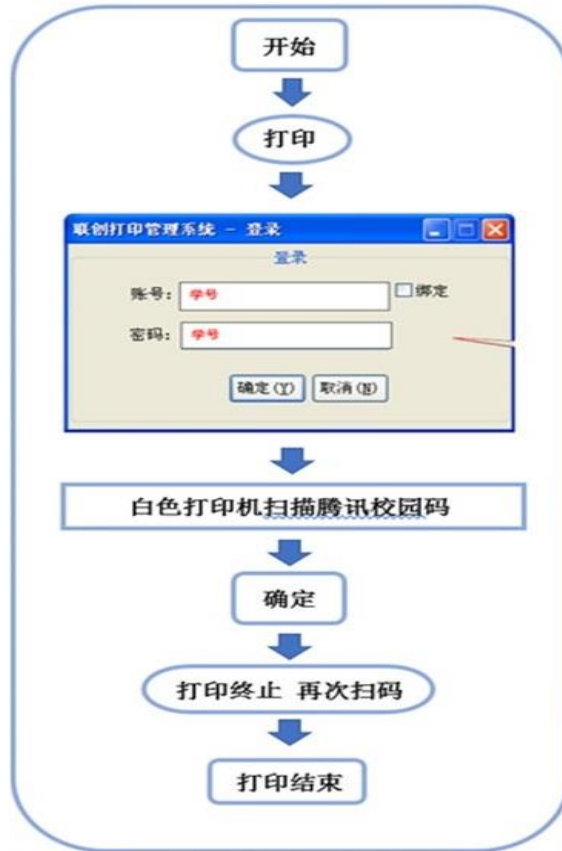 开始
打印
联创打印管理系统 - 登录
登录
账号: 学号 绑定
密码: 学号
确定(Y) 取消(N)
白色打印机扫描腾讯校园码
确定
打印终止 再次扫码
打印结束